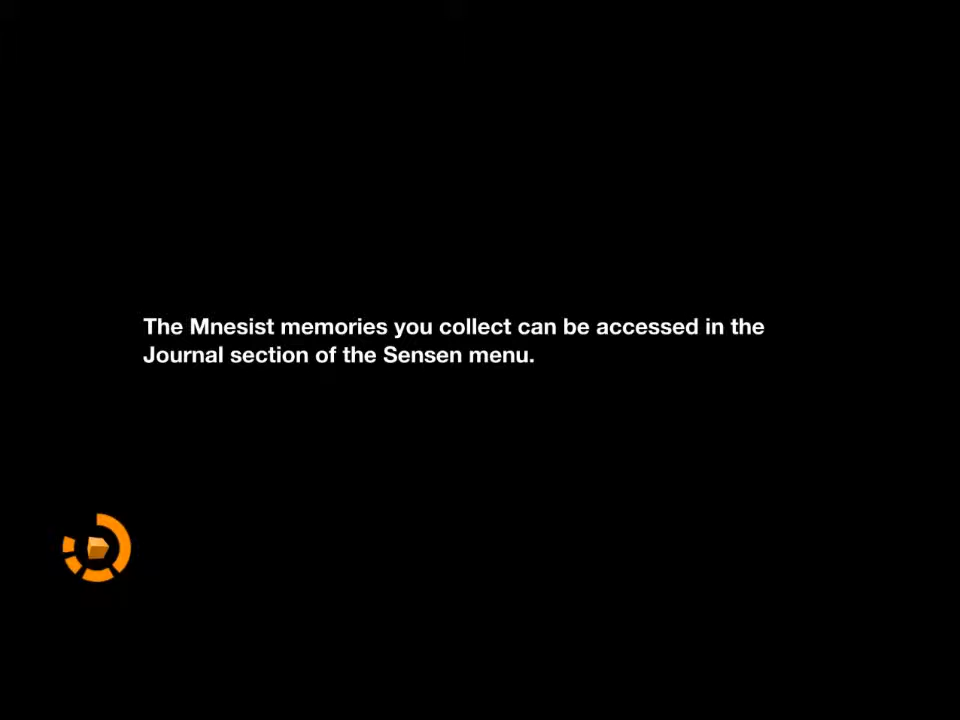 The Mnesist memories you collect can be accessed in the
Journal section of the Sensen menu.